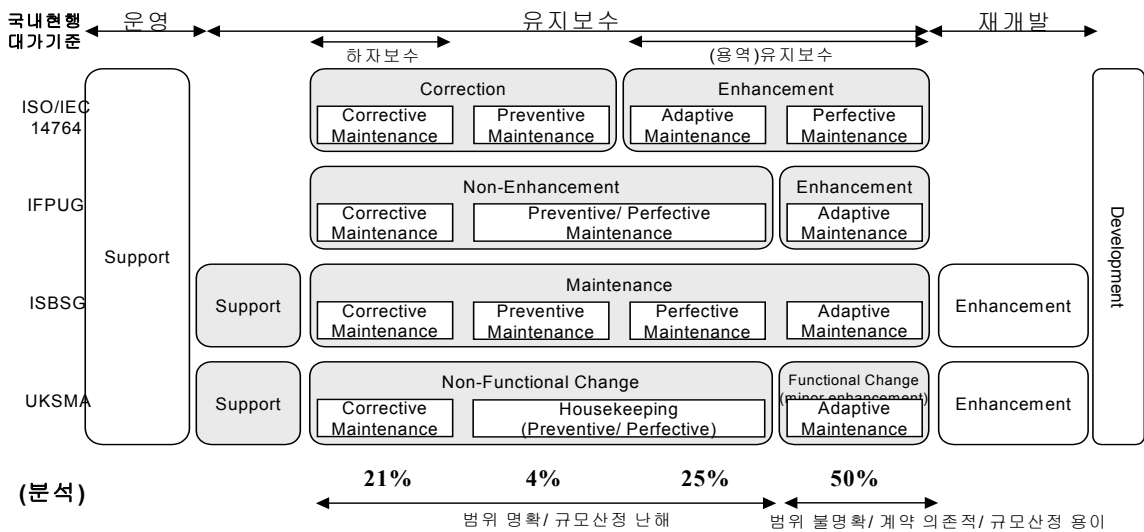 국내현행
대가기준
운영
유지보수
재개발
하자보수
(용역)유지보수
ISO/IEC
14764
Correction
Corrective
Maintenance
Preventive
Maintenance
Enhancement
Adaptive
Maintenance
Perfective
Maintenance
IFPUG
Non-Enhancement
Corrective
Maintenance
Preventive/ Perfective
Maintenance
Enhancement
Adaptive
Maintenance
Support
Development
ISBSG
Support
Maintenance
Corrective
Maintenance
Preventive
Maintenance
Perfective
Maintenance
Adaptive
Maintenance
Enhancement
UKSMA
Support
Non-Functional Change
Corrective
Maintenance
Housekeeping
(Preventive/ Perfective)
Functional Change
(minor enhancement)
Adaptive
Maintenance
Enhancement
(분석)
21%
4%
25%
50%
범위 명확/ 규모산정 난해
범위 불명확/ 계약 의존적/ 규모산정 용이